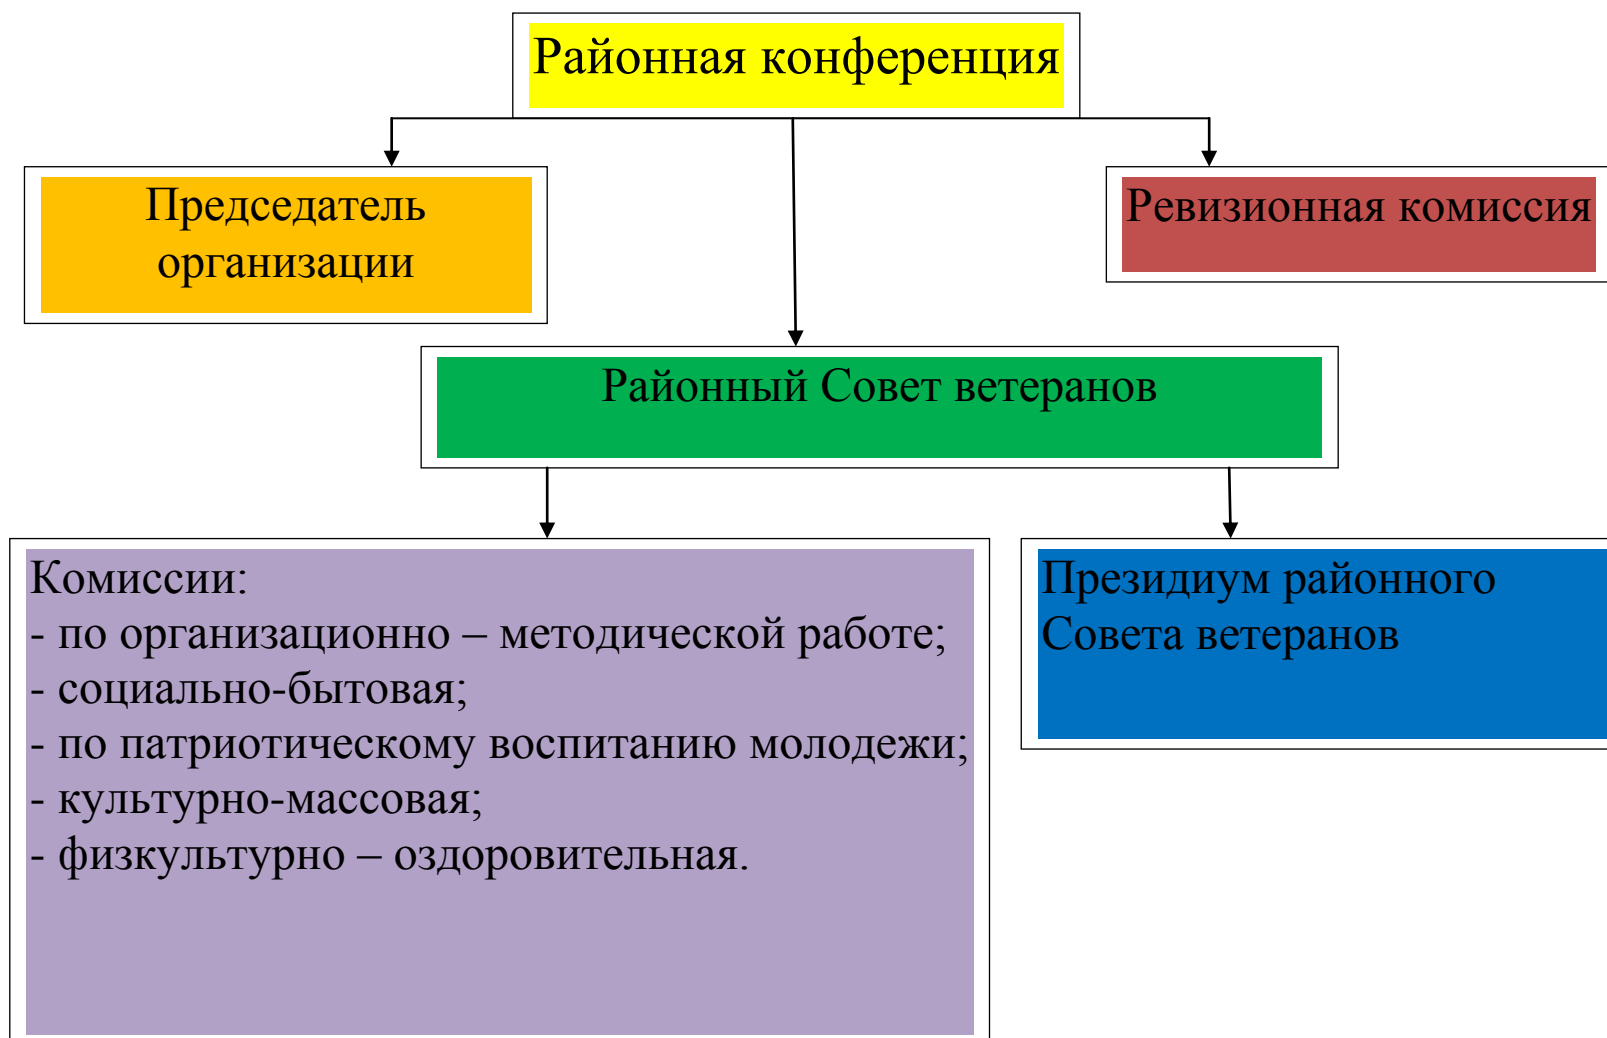 Районная конференция
Председатель
организации
Ревизионная комиссия
Районный Совет ветеранов
Комиссии:
- по организационно – методической работе;
- социально-бытовая;
- по патриотическому воспитанию молодежи;
- культурно-массовая;
- физкультурно – оздоровительная.
Президиум районного
Совета ветеранов